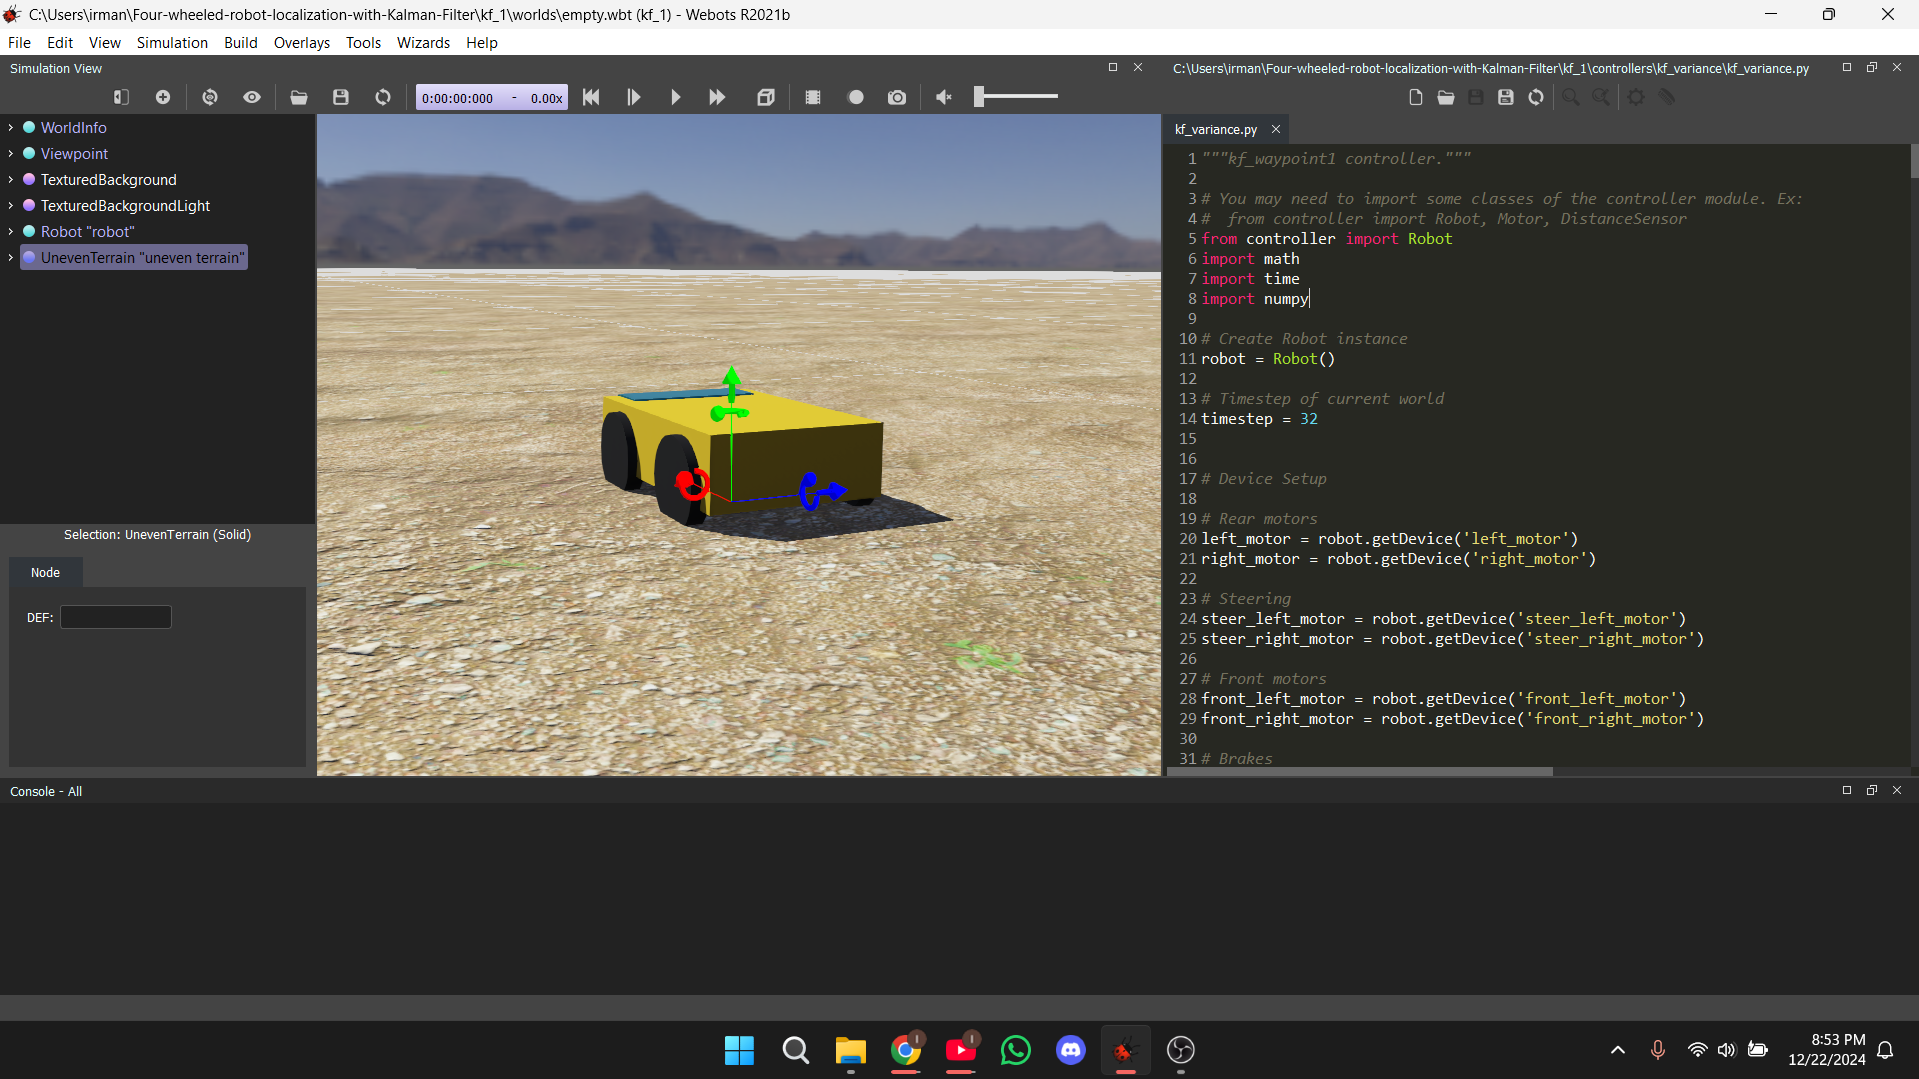 C:\Users\irman\Four-wheeled-robot-localization-with-Kalman-Filter\kf_1\worlds\empty.wbt (kf_1) - Webots R2021b
File Edit View Simulation Build Overlays Tools Wizards Help
Simulation View
C:\Users\irman\Four-wheeled-robot-localization-with-Kalman-Filter\kf_1\controllers\kf_variance\kf_variance.py
0:00:00:000 - 0.00x
WorldInfo
Viewpoint
TexturedBackground
TexturedBackgroundLight
Robot "robot"
UnevenTerrain "uneven terrain"
Selection: UnevenTerrain (Solid)
Node
DEF:
kf_variance.py
1 """kf_waypoint1 controller."""
2
3 # You may need to import some classes of the controller module. Ex:
4 #  from controller import Robot, Motor, DistanceSensor
5 from controller import Robot
6 import math
7 import time
8 import numpy
9
10 # Create Robot instance
11 robot = Robot()
12
13 # Timestep of current world
14 timestep = 32
15
16
17 # Device Setup
18
19 # Rear motors
20 left_motor = robot.getDevice('left_motor')
21 right_motor = robot.getDevice('right_motor')
22
23 # Steering
24 steer_left_motor = robot.getDevice('steer_left_motor')
25 steer_right_motor = robot.getDevice('steer_right_motor')
26
27 # Front motors
28 front_left_motor = robot.getDevice('front_left_motor')
29 front_right_motor = robot.getDevice('front_right_motor')
30
31 # Brakes
Console - All
8:53 PM
12/22/2024